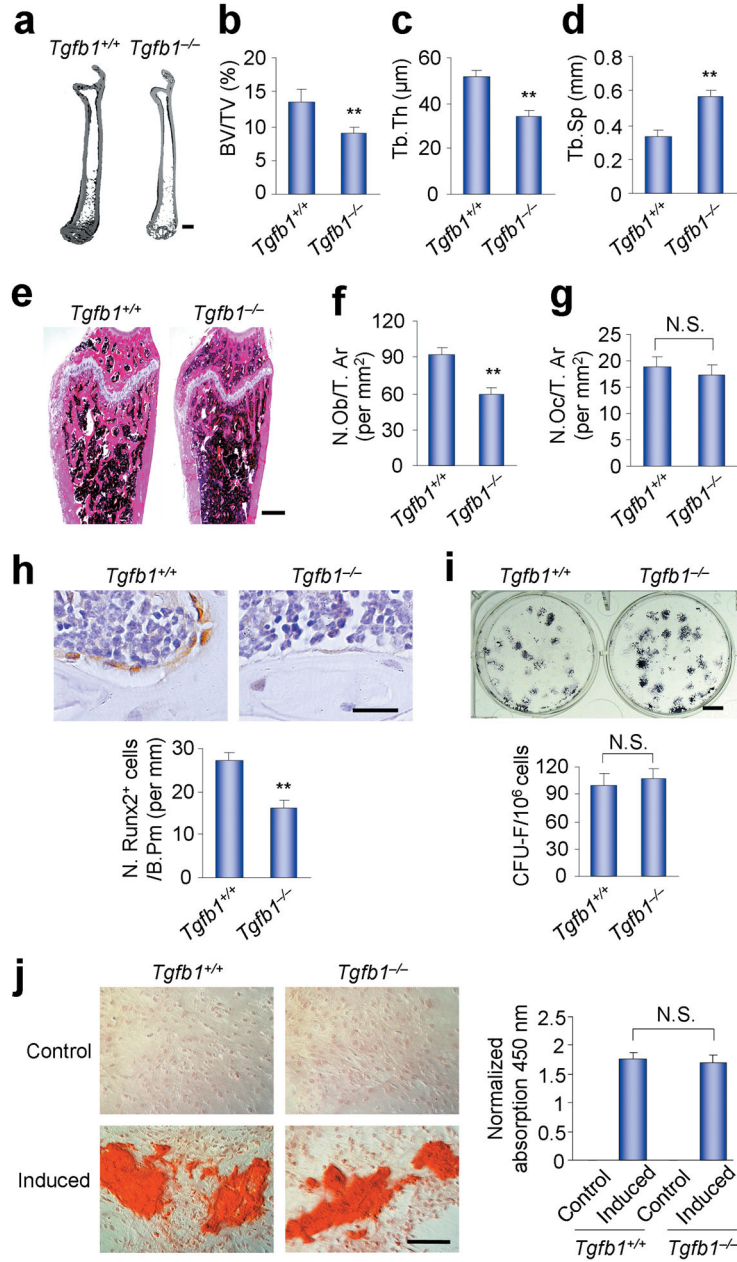 a
Tgfb1+/+ Tgfb1–/–
b
BV/TV (%)
20
15
10
5
0
**
Tgfb1+/+
Tgfb1–/–
c
Tb.Th (μm)
60
40
20
0
**
Tgfb1+/+
Tgfb1–/–
d
Tb.Sp (mm)
0.8
0.6
0.4
0.2
0
**
Tgfb1+/+
Tgfb1–/–
e
Tgfb1+/+ Tgfb1–/–
f
N.Ob/T. Ar
(per mm2)
120
90
60
30
0
**
Tgfb1+/+
Tgfb1–/–
g
N.Oc/T. Ar
(per mm2)
25
20
15
10
5
0
N.S.
Tgfb1+/+
Tgfb1–/–
h
Tgfb1+/+ Tgfb1–/–
N. Runx2+ cells
/B.Pm (per mm)
30
20
10
0
**
Tgfb1+/+
Tgfb1–/–
i
Tgfb1+/+ Tgfb1–/–
CFU-F/106 cells
120
90
60
30
0
N.S.
Tgfb1+/+
Tgfb1–/–
j
Tgfb1+/+ Tgfb1–/–
Control
Induced
Normalized
absorption 450 nm
2.5
2
1.5
1
0.5
0
N.S.
Control
Induced
Control
Induced
Tgfb1+/+ Tgfb1–/–